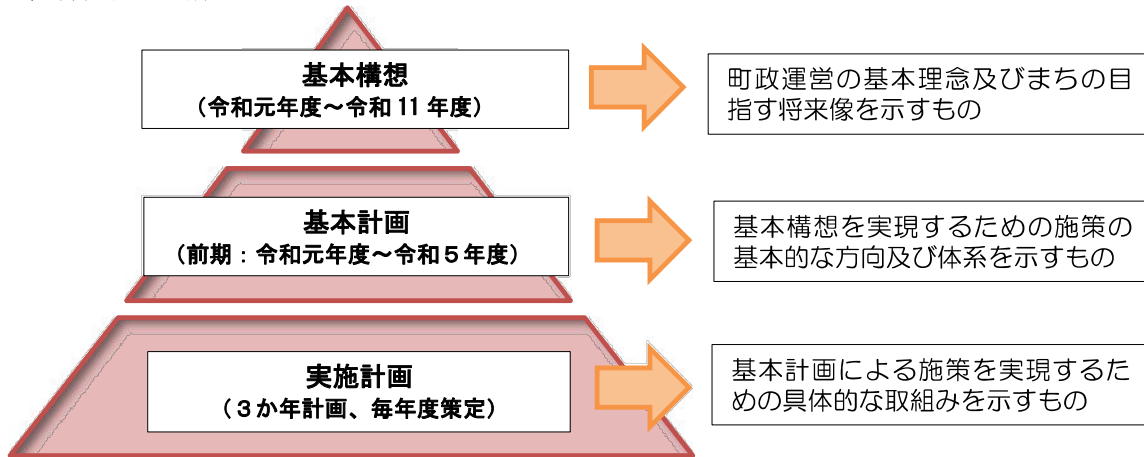 基本構想
(令和元年度~令和11年度)
町政運営の基本理念及びまちの目
指す将来像を示すもの
基本計画
(前期:令和元年度~令和5年度)
基本構想を実現するための施策の
基本的な方向及び体系を示すもの
実施計画
(3か年計画、毎年度策定)
基本計画による施策を実現するた
めの具体的な取組みを示すもの